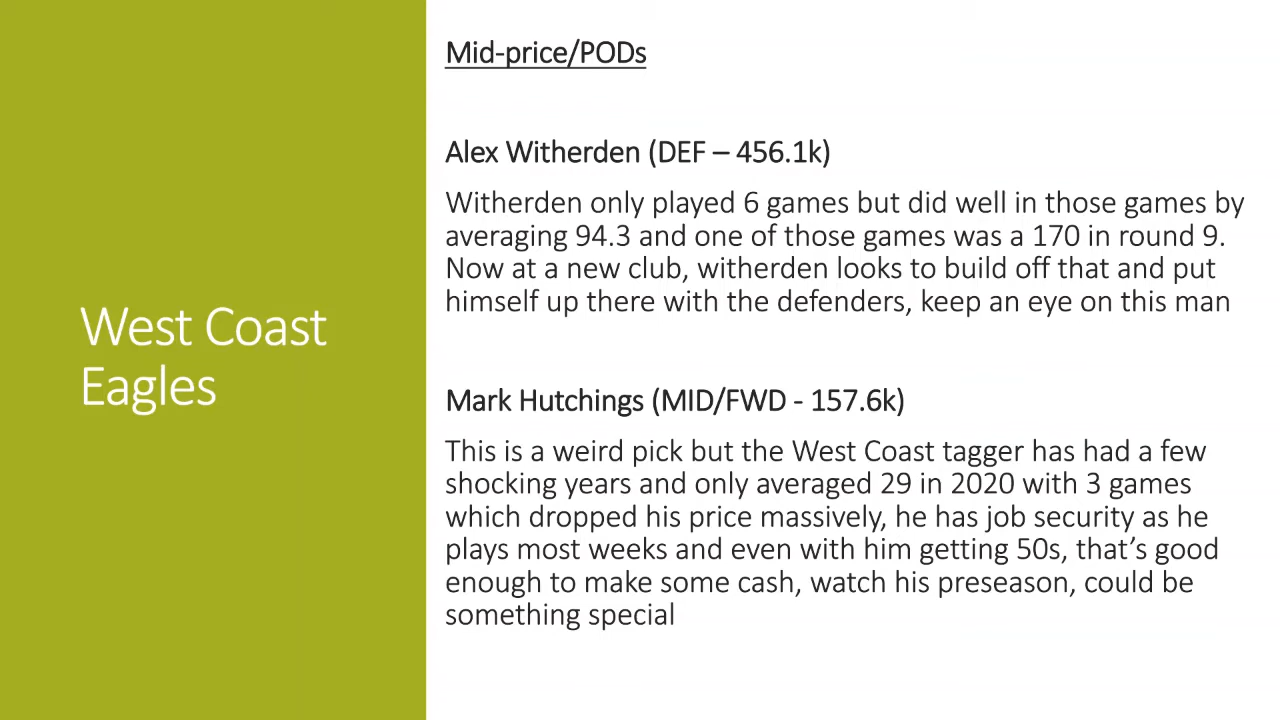 West Coast
Eagles
Mid-price/PODs
Alex Witherden (DEF – 456.1k)
Witherden only played 6 games but did well in those games by
averaging 94.3 and one of those games was a 170 in round 9.
Now at a new club, witherden looks to build off that and put
himself up there with the defenders, keep an eye on this man
Mark Hutchings (MID/FWD - 157.6k)
This is a weird pick but the West Coast tagger has had a few
shocking years and only averaged 29 in 2020 with 3 games
which dropped his price massively, he has job security as he
plays most weeks and even with him getting 50s, that’s good
enough to make some cash, watch his preseason, could be
something special